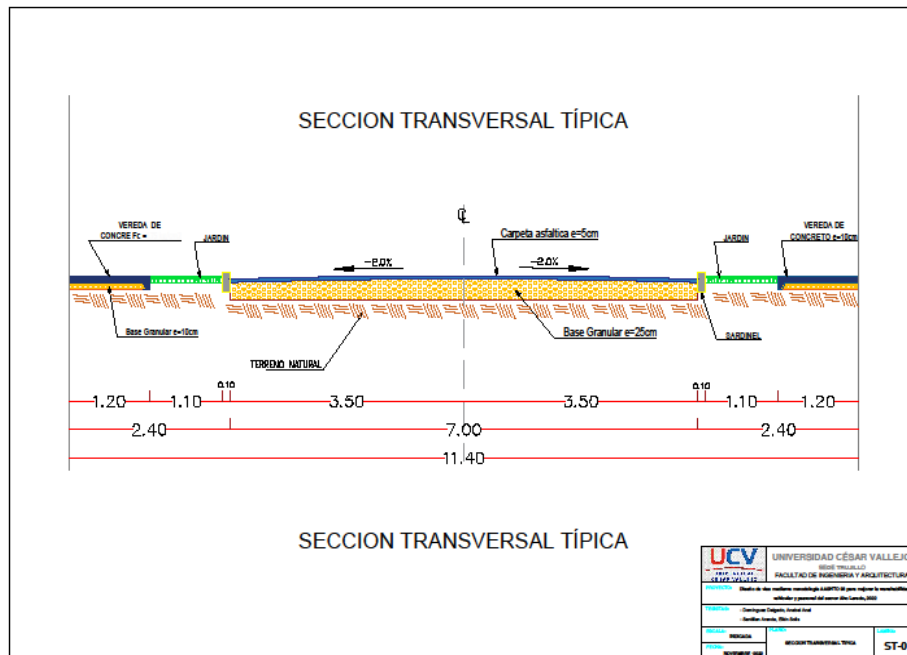 SECCION TRANSVERSAL TÍPICA
VEREDA DE
CONCRE Fc =
JARDIN
℄
Carpeta asfaltica e=5cm
JARDIN
VEREDA DE
CONCRETO e=10cm
-2.0%
-2.0%
Base Granular e=10cm
Base Granular e=25cm
SARDINEL
TERRENO NATURAL
0.10
0.10
1.20
1.10
3.50
3.50
1.10
1.20
2.40
7.00
2.40
11.40
SECCION TRANSVERSAL TÍPICA
UCV
UNIVERSIDAD CÉSAR VALLEJO
SEDE TRUJILLO
FACULTAD DE INGENIERIA Y ARQUITECTURA
INDICADA
SECCION TRANSVERSAL TIPICA
ST-0